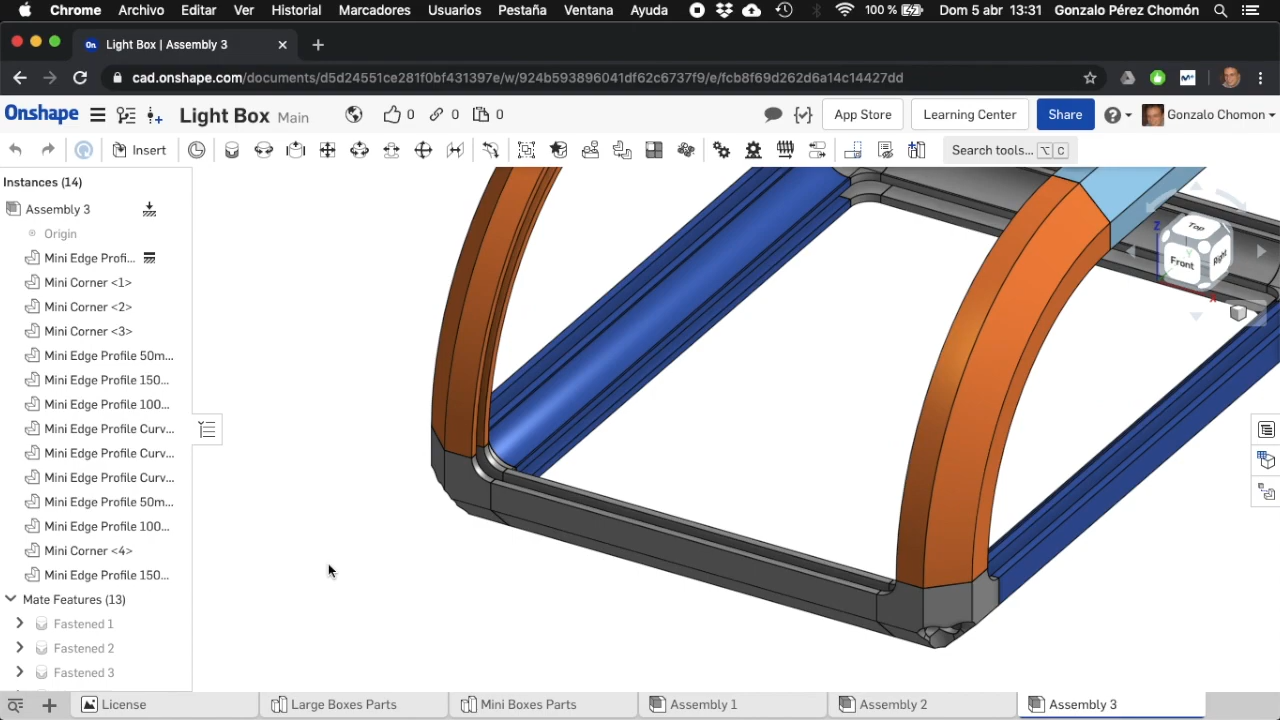 Chrome Archivo Editar Ver Historial Marcadores Usuarios Pestaña Ventana Ayuda 100 % Dom 5 abr 13:31 Gonzalo Pérez Chomón
On Light Box | Assembly 3
cad.onshape.com/documents/d5d24551ce281f0bf431397e/w/924b593896041df62c6737f9/e/fcb8f69d262d6a14c14427dd
Onshape Light Box Main 0 0 0 App Store Learning Center Share Gonzalo Chomon
Insert Search tools... ⌥ C
Instances (14)
Assembly 3
Origin
Mini Edge Profi...
Mini Corner <1>
Mini Corner <2>
Mini Corner <3>
Mini Edge Profile 50m...
Mini Edge Profile 150...
Mini Edge Profile 100...
Mini Edge Profile Curv...
Mini Edge Profile Curv...
Mini Edge Profile Curv...
Mini Edge Profile 50m...
Mini Edge Profile 100...
Mini Corner <4>
Mini Edge Profile 150...
Mate Features (13)
Fastened 1
Fastened 2
Fastened 3
Z
Top
Front
Right
X
License Large Boxes Parts Mini Boxes Parts Assembly 1 Assembly 2 Assembly 3